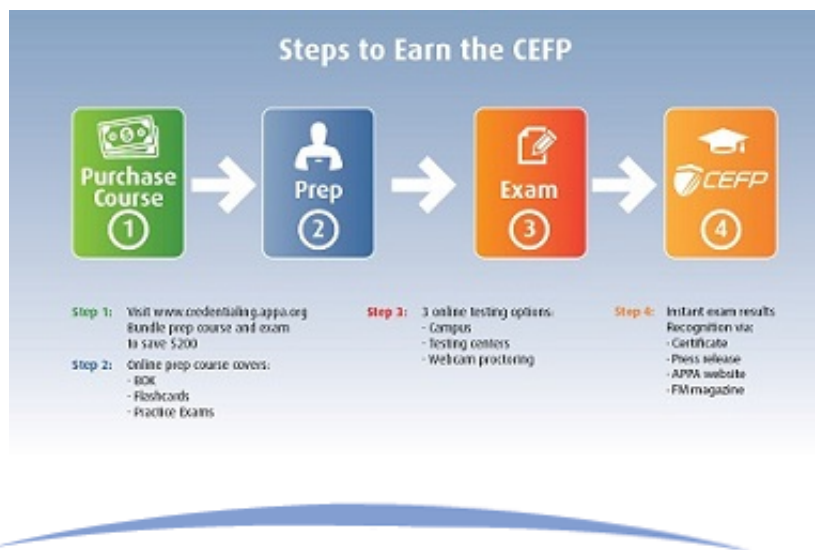 Steps to Earn the CEFP
Purchase
Course
1
Prep
2
Exam
3
CEFP
4
Step 1: Visit www.credentialing.appa.org
Bundle prep course and exam
to save $200
Step 2: Online prep course covers:
- BOK
- Flashcards
- Practice Exams
Step 3: 3 online testing options:
- Campus
- Testing centers
- Webcam proctoring
Step 4: Instant exam results
Recognition via:
- Certificate
- Press release
- APPA website
- FM magazine